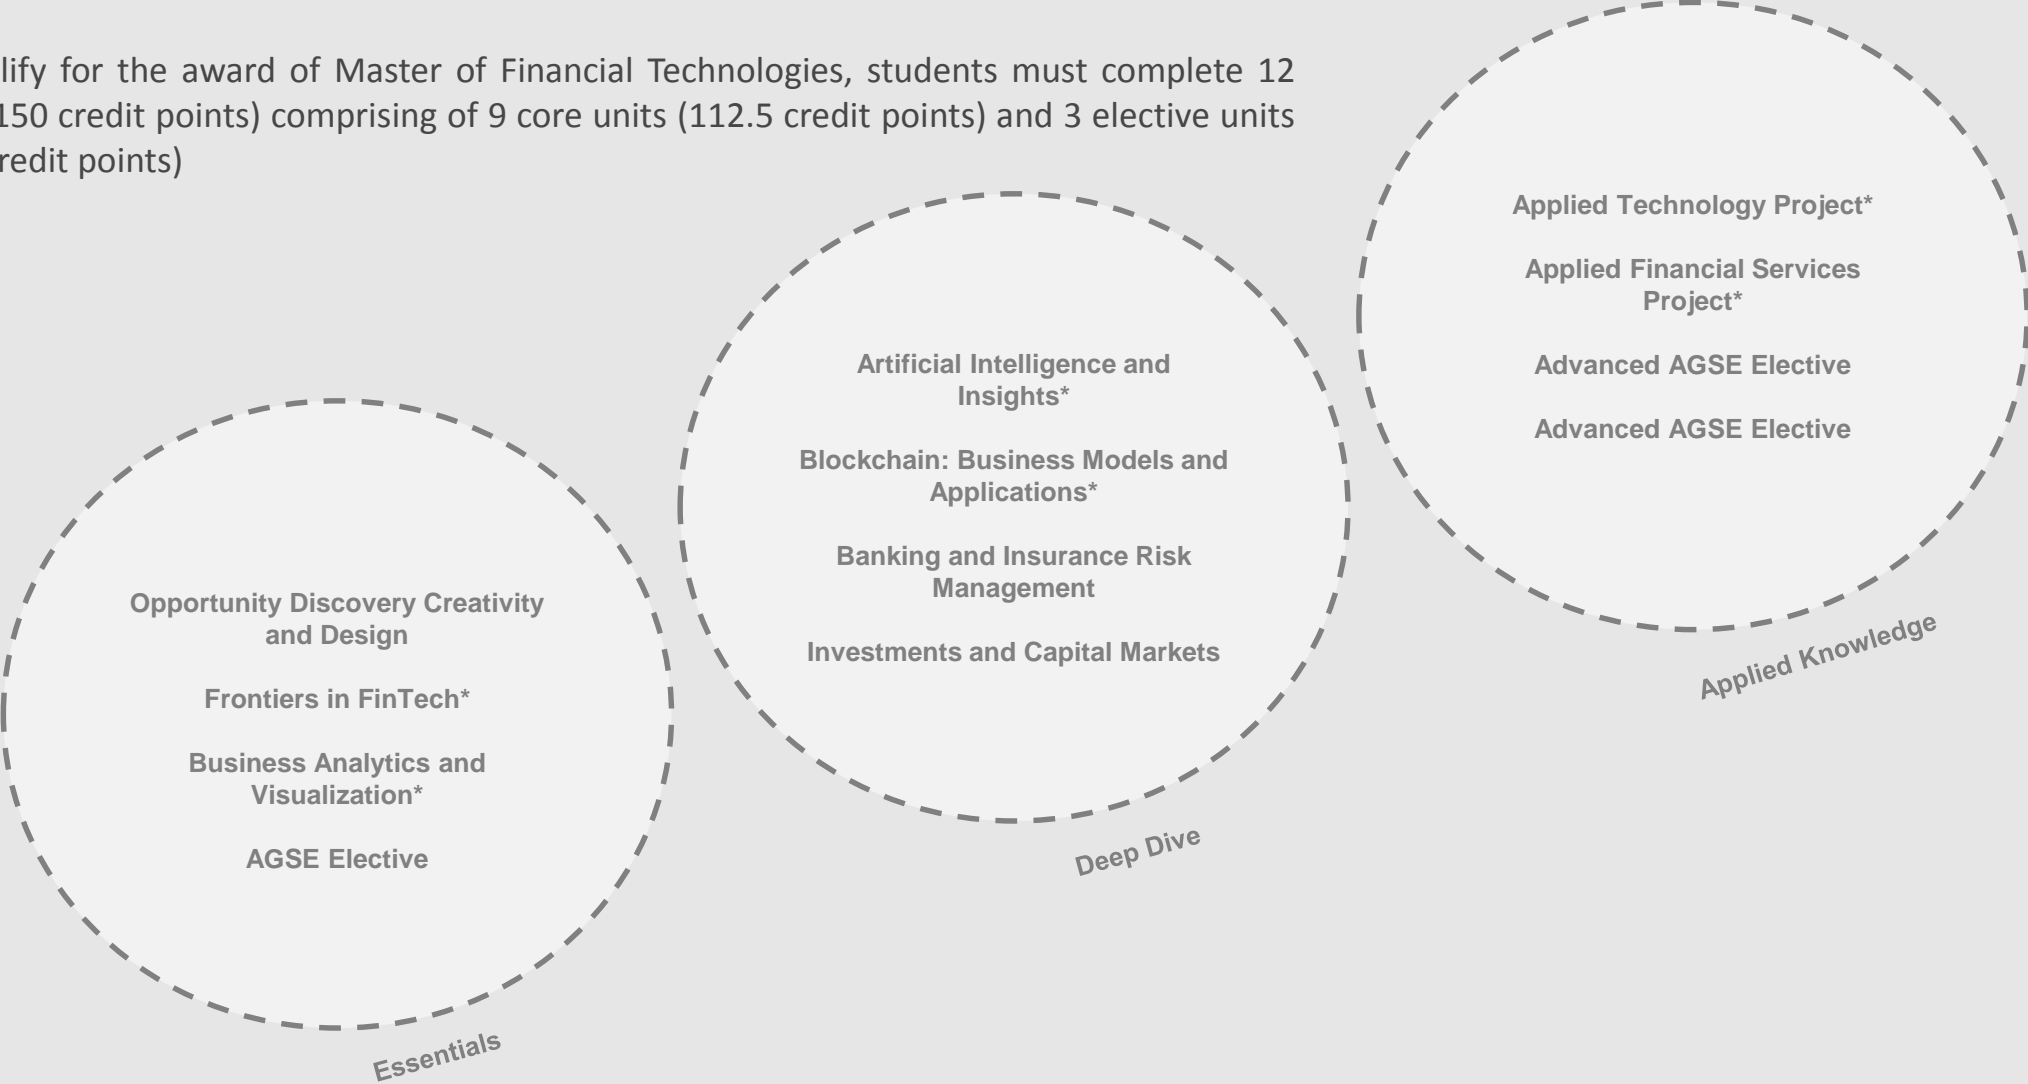 lify for the award of Master of Financial Technologies, students must complete 12
150 credit points) comprising of 9 core units (112.5 credit points) and 3 elective units
redit points)
Opportunity Discovery Creativity
and Design
Frontiers in FinTech*
Business Analytics and
Visualization*
AGSE Elective
Essentials
Artificial Intelligence and
Insights*
Blockchain: Business Models and
Applications*
Banking and Insurance Risk
Management
Investments and Capital Markets
Deep Dive
Applied Technology Project*
Applied Financial Services
Project*
Advanced AGSE Elective
Advanced AGSE Elective
Applied Knowledge